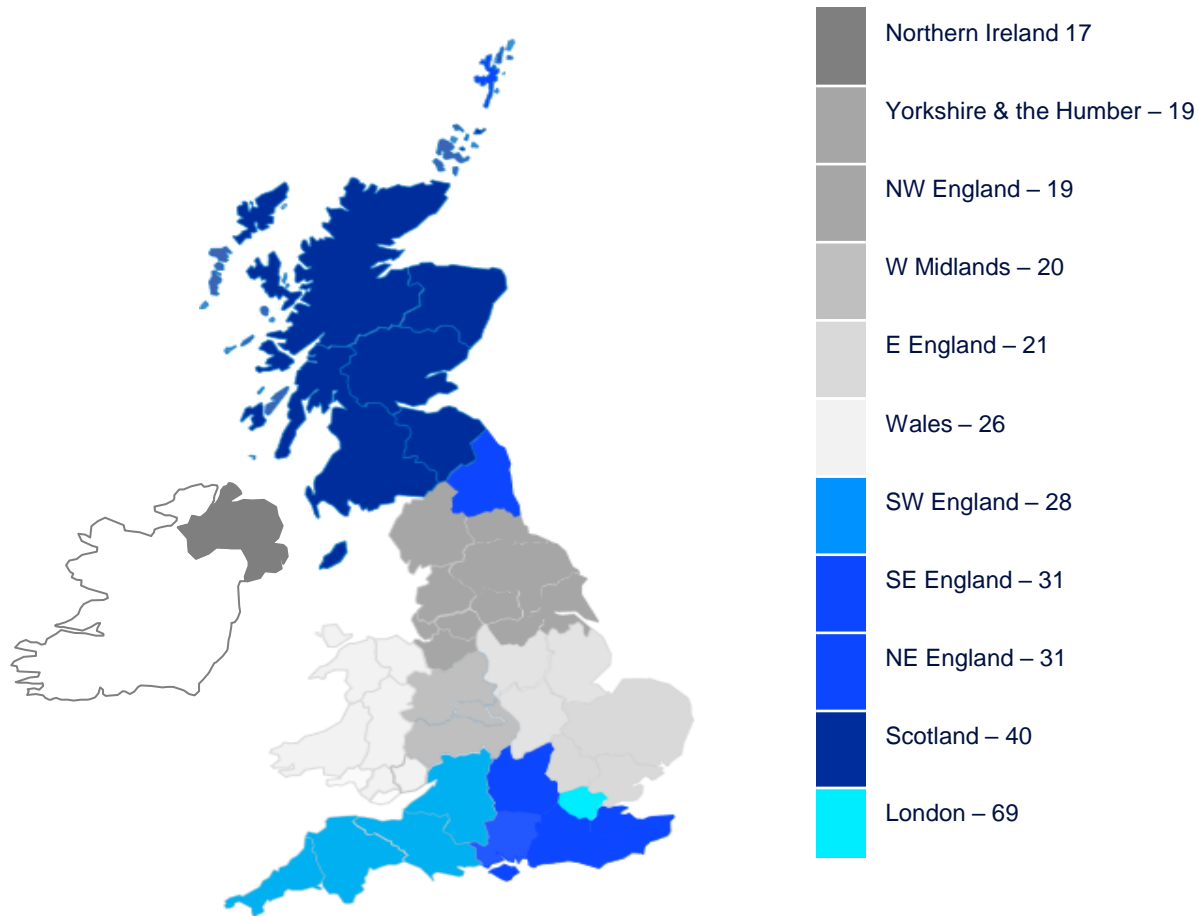 Northern Ireland 17
Yorkshire & the Humber – 19
NW England – 19
W Midlands – 20
E England – 21
Wales – 26
SW England – 28
SE England – 31
NE England – 31
Scotland – 40
London – 69